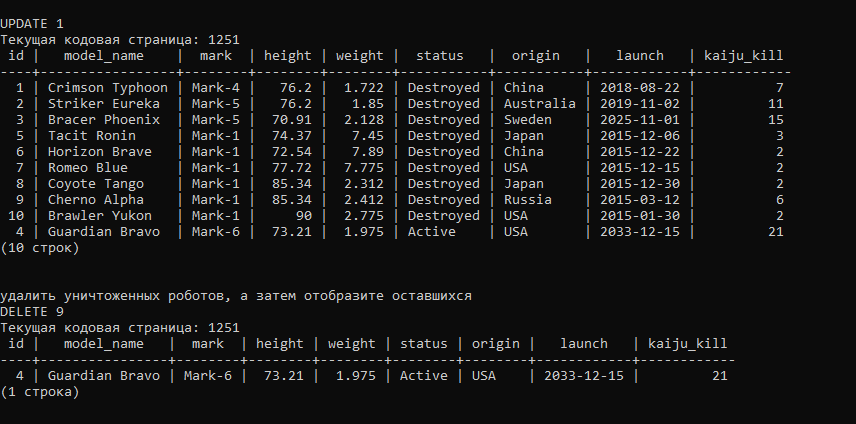 UPDATE 1
Текущая кодовая страница: 1251
 id |   model_name   |  mark  | height | weight |  status   |  origin   |   launch   | kaiju_kill
----+----------------+--------+--------+--------+-----------+-----------+------------+------------
  1 | Crimson Typhoon | Mark-4 |   76.2 |  1.722 | Destroyed | China     | 2018-08-22 |          7
  2 | Striker Eureka  | Mark-5 |   76.2 |   1.85 | Destroyed | Australia | 2019-11-02 |         11
  3 | Bracer Phoenix  | Mark-5 |  70.91 |  2.128 | Destroyed | Sweden    | 2025-11-01 |         15
  5 | Tacit Ronin     | Mark-1 |  74.37 |   7.45 | Destroyed | Japan     | 2015-12-06 |          3
  6 | Horizon Brave   | Mark-1 |  72.54 |   7.89 | Destroyed | China     | 2015-12-22 |          2
  7 | Romeo Blue      | Mark-1 |  77.72 |  7.775 | Destroyed | USA       | 2015-12-15 |          2
  8 | Coyote Tango    | Mark-1 |  85.34 |  2.312 | Destroyed | Japan     | 2015-12-30 |          2
  9 | Cherno Alpha    | Mark-1 |  85.34 |  2.412 | Destroyed | Russia    | 2015-03-12 |          6
 10 | Brawler Yukon   | Mark-1 |     90 |  2.775 | Destroyed | USA       | 2015-01-30 |          2
  4 | Guardian Bravo  | Mark-6 |  73.21 |  1.975 | Active    | USA       | 2033-12-15 |         21
(10 строк)
удалить уничтоженных роботов, а затем отобразите оставшихся
DELETE 9
Текущая кодовая страница: 1251
 id |   model_name   |  mark  | height | weight | status | origin |   launch   | kaiju_kill
----+----------------+--------+--------+--------+--------+--------+------------+------------
  4 | Guardian Bravo | Mark-6 |  73.21 |  1.975 | Active | USA    | 2033-12-15 |         21
(1 строка)